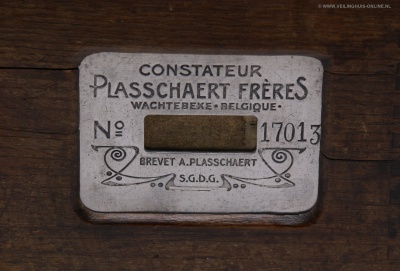 © WWW.VEILINGHUIS-ONLINE.NL
CONSTATEUR
PLASSCHAERT FRÈRES
WACHTEBEKE • BELGIQUE •
No 17013
BREVET A. PLASSCHAERT
S.G.D.G.